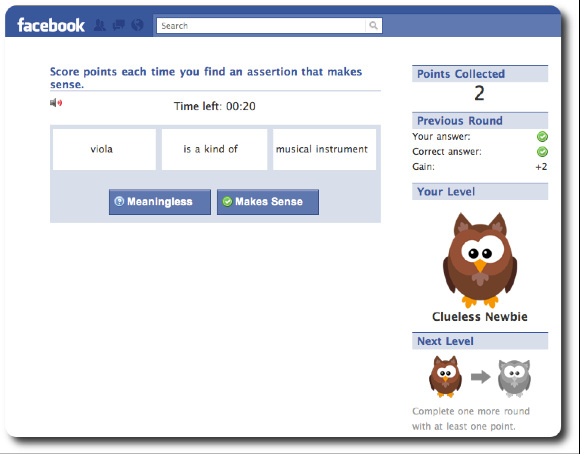 facebook
Search
Score points each time you find an assertion that makes
sense.
Time left: 00:20
viola
is a kind of
musical instrument
Meaningless
Makes Sense
Points Collected
2
Previous Round
Your answer:
Correct answer:
Gain:
+2
Your Level
Clueless Newbie
Next Level
Complete one more round
with at least one point.